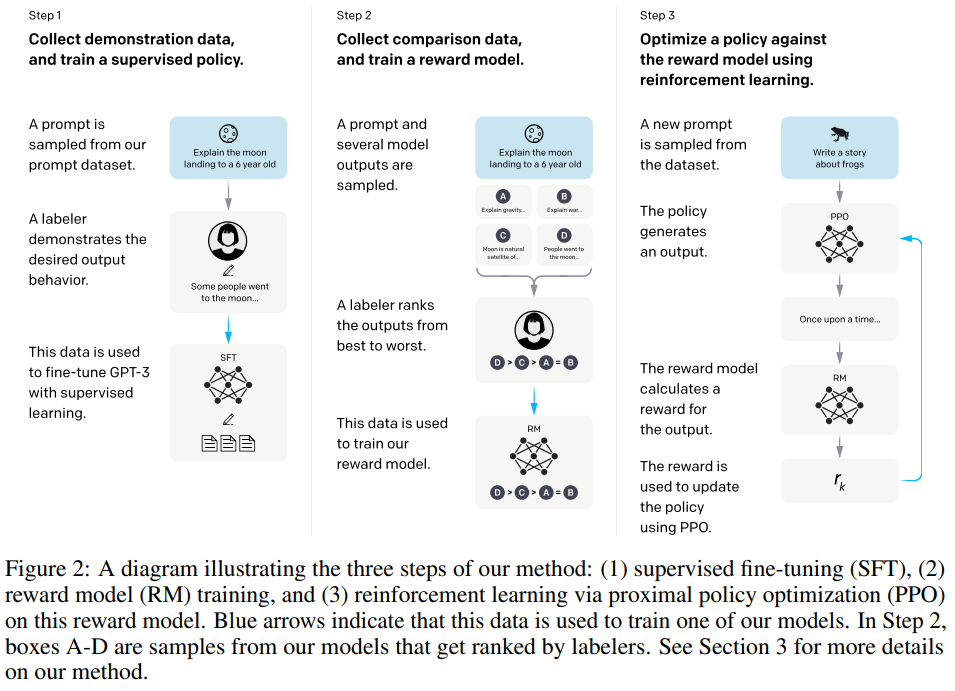 Step 1
Collect demonstration data,
and train a supervised policy.
A prompt is
sampled from our
prompt dataset.
Explain the moon
landing to a 6 year old
A labeler
demonstrates the
desired output
behavior.
Some people went
to the moon...
This data is used
to fine-tune GPT-3
with supervised
learning.
SFT
Step 2
Collect comparison data,
and train a reward model.
A prompt and
several model
outputs are
sampled.
Explain the moon
landing to a 6 year old
A
Explain gravity...
B
Explain war...
C
Moon is natural
satellite of...
D
People went to
the moon...
A labeler ranks
the outputs from
best to worst.
D > C > A = B
This data is used
to train our
reward model.
RM
D > C > A = B
Step 3
Optimize a policy against
the reward model using
reinforcement learning.
A new prompt
is sampled from
the dataset.
Write a story
about frogs
The policy
generates
an output.
PPO
Once upon a time...
The reward model
calculates a
reward for
the output.
RM
The reward is
used to update
the policy
using PPO.
rk
Figure 2: A diagram illustrating the three steps of our method: (1) supervised fine-tuning (SFT), (2)
reward model (RM) training, and (3) reinforcement learning via proximal policy optimization (PPO)
on this reward model. Blue arrows indicate that this data is used to train one of our models. In Step 2,
boxes A-D are samples from our models that get ranked by labelers. See Section 3 for more details
on our method.